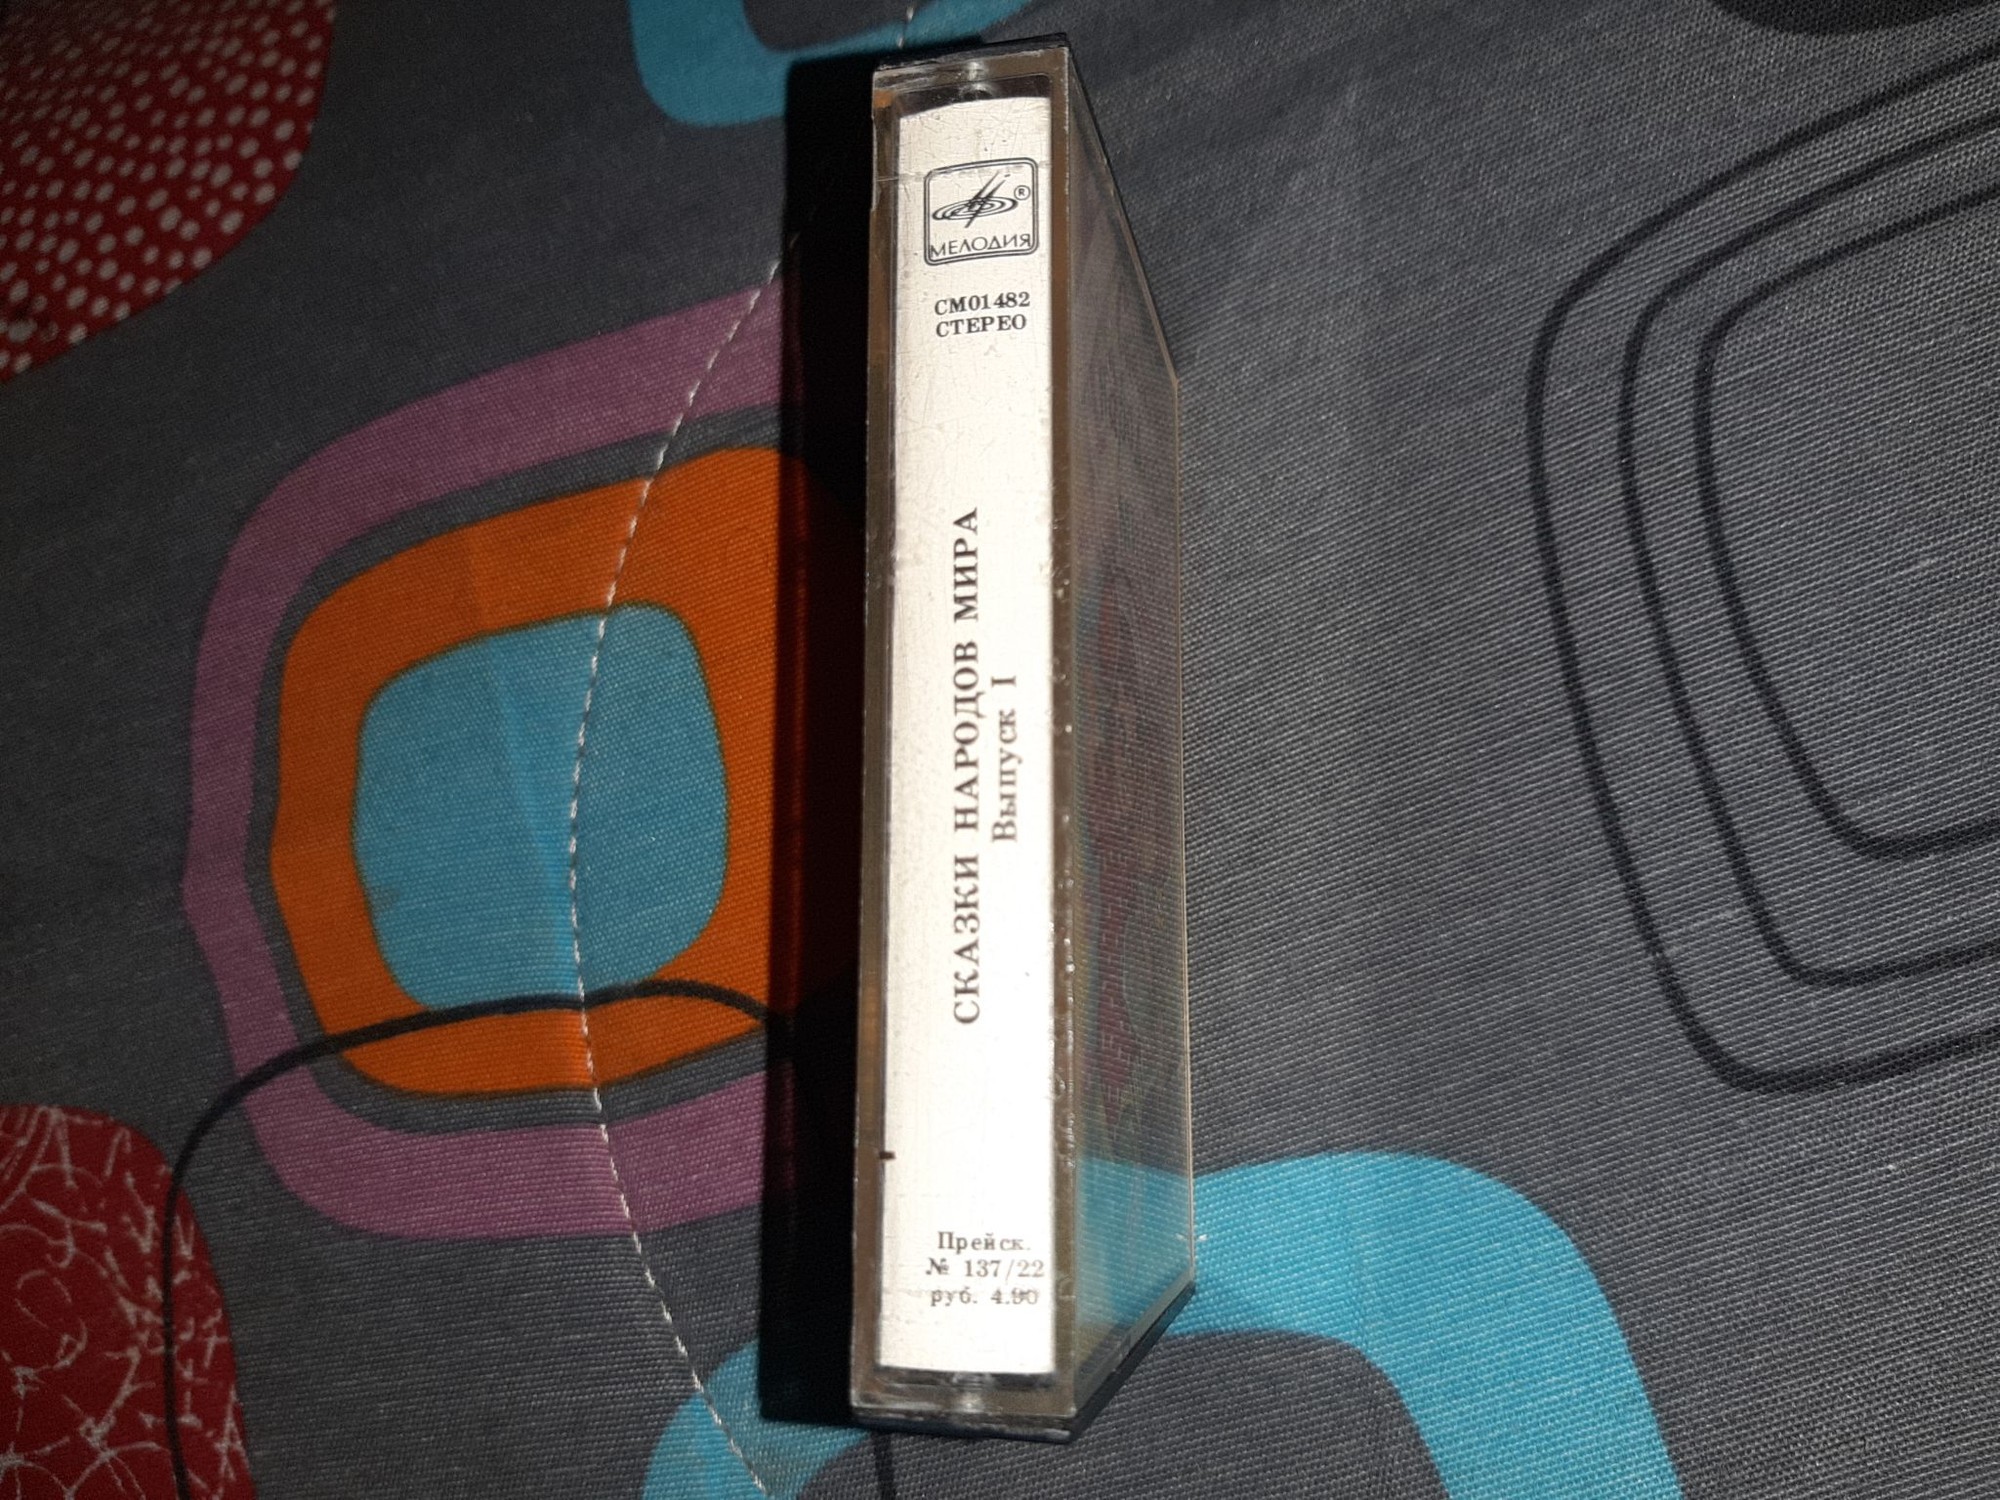 МЕЛОДИЯ
®
СМ01482
СТЕРЕО
СКАЗКИ НАРОДОВ МИРА
Выпуск I
Прейск.
№ 137/22
руб. 4.90